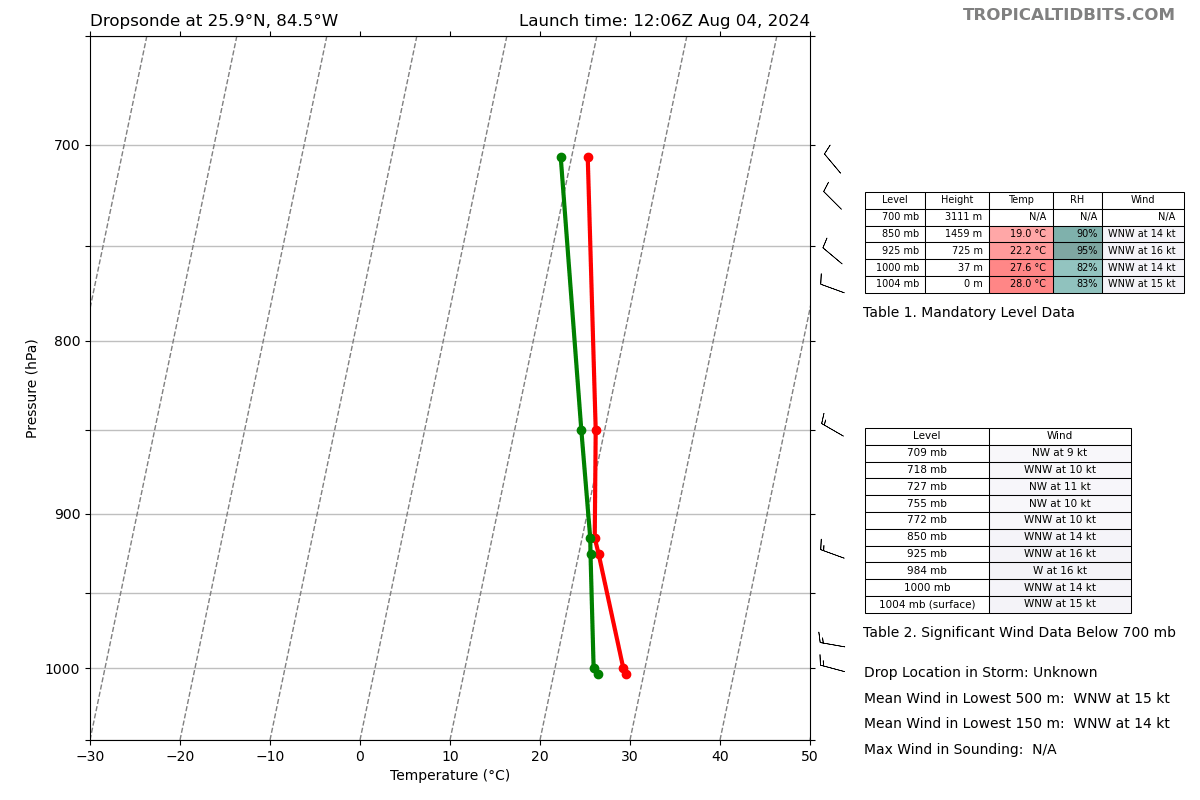 Dropsonde at 25.9°N, 84.5°W
Launch time: 12:06Z Aug 04, 2024
TROPICALTIDBITS.COM
Pressure (hPa)
700
800
900
1000
−30 −20 −10 0 10 20 30 40 50
Temperature (°C)
Level Height Temp RH Wind
700 mb 3111 m N/A N/A N/A
850 mb 1459 m 19.0 °C 90% WNW at 14 kt
925 mb 725 m 22.2 °C 95% WNW at 16 kt
1000 mb 37 m 27.6 °C 82% WNW at 14 kt
1004 mb 0 m 28.0 °C 83% WNW at 15 kt
Table 1. Mandatory Level Data
Level Wind
709 mb NW at 9 kt
718 mb WNW at 10 kt
727 mb NW at 11 kt
755 mb NW at 10 kt
772 mb WNW at 10 kt
850 mb WNW at 14 kt
925 mb WNW at 16 kt
984 mb W at 16 kt
1000 mb WNW at 14 kt
1004 mb (surface) WNW at 15 kt
Table 2. Significant Wind Data Below 700 mb
Drop Location in Storm: Unknown
Mean Wind in Lowest 500 m: WNW at 15 kt
Mean Wind in Lowest 150 m: WNW at 14 kt
Max Wind in Sounding: N/A